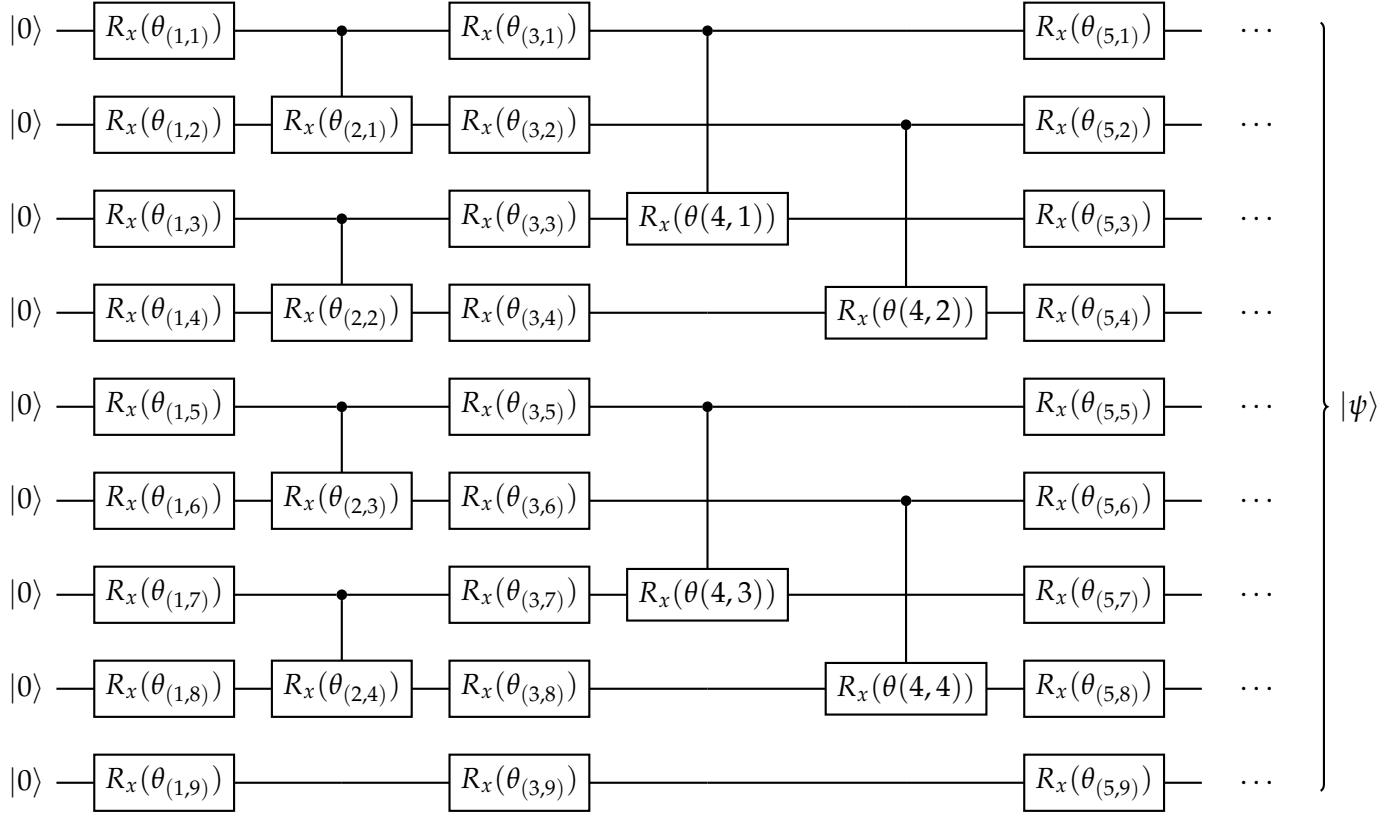 |0⟩ R_x(θ_(1,1)) R_x(θ_(3,1)) R_x(θ_(5,1)) ···
|0⟩ R_x(θ_(1,2)) R_x(θ_(2,1)) R_x(θ_(3,2)) R_x(θ_(5,2)) ···
|0⟩ R_x(θ_(1,3)) R_x(θ_(3,3)) R_x(θ(4, 1)) R_x(θ_(5,3)) ···
|0⟩ R_x(θ_(1,4)) R_x(θ_(2,2)) R_x(θ_(3,4)) R_x(θ(4, 2)) R_x(θ_(5,4)) ···
|0⟩ R_x(θ_(1,5)) R_x(θ_(3,5)) R_x(θ_(5,5)) ··· |ψ⟩
|0⟩ R_x(θ_(1,6)) R_x(θ_(2,3)) R_x(θ_(3,6)) R_x(θ_(5,6)) ···
|0⟩ R_x(θ_(1,7)) R_x(θ_(3,7)) R_x(θ(4, 3)) R_x(θ_(5,7)) ···
|0⟩ R_x(θ_(1,8)) R_x(θ_(2,4)) R_x(θ_(3,8)) R_x(θ(4, 4)) R_x(θ_(5,8)) ···
|0⟩ R_x(θ_(1,9)) R_x(θ_(3,9)) R_x(θ_(5,9)) ···